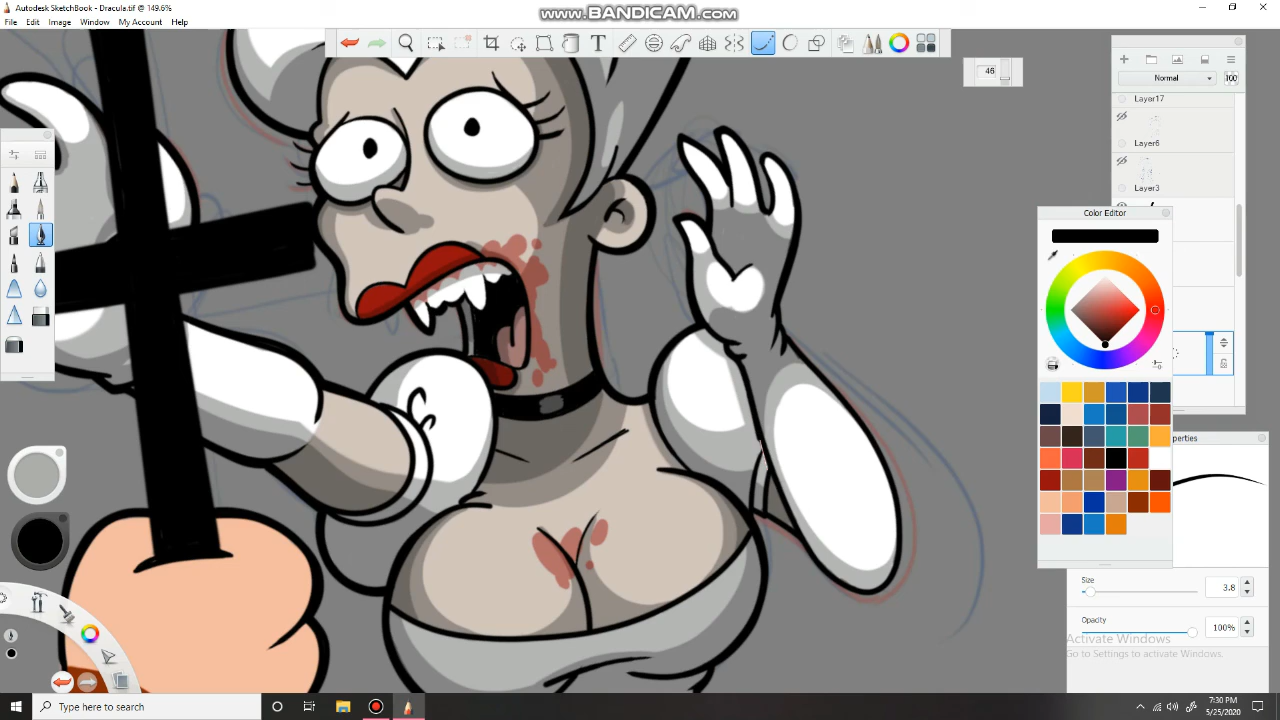 Autodesk SketchBook - Dracula.tif @ 149.6%
www.BANDICAM.com
File Edit Image Window My Account Help
T
46
Normal 100
Layer17
Layer6
Layer3
Color Editor
perties
Size 3.8
Opacity 100%
Activate Windows
Go to Settings to activate Windows.
Type here to search
7:30 PM
5/25/2020